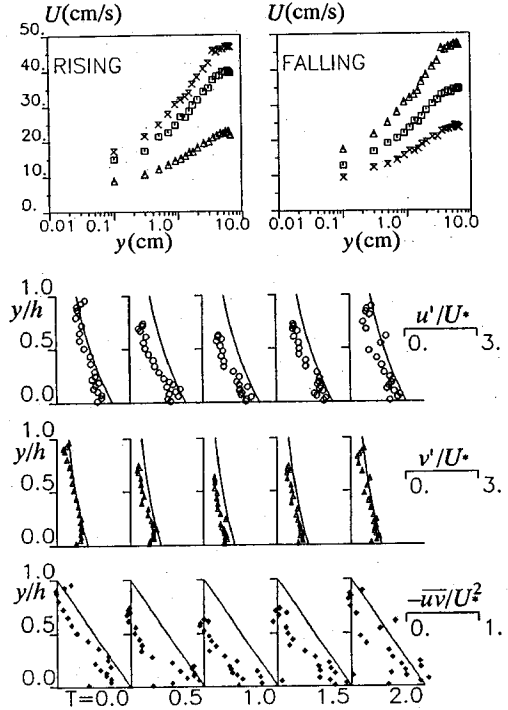 U(cm/s) U(cm/s)
50. RISING FALLING
40.
30.
20.
10.
0.
0.01 0.1 1.0 10.0 0.01 0.1 1.0 10.0
y(cm) y(cm)
1.0
y/h u'/U*
0.5 0. 3.
0.0
1.0
y/h v'/U*
0.5 0. 3.
0.0
1.0
y/h -uv/U²*
0.5 0. 1.
0.0
T=0.0 0.5 1.0 1.5 2.0